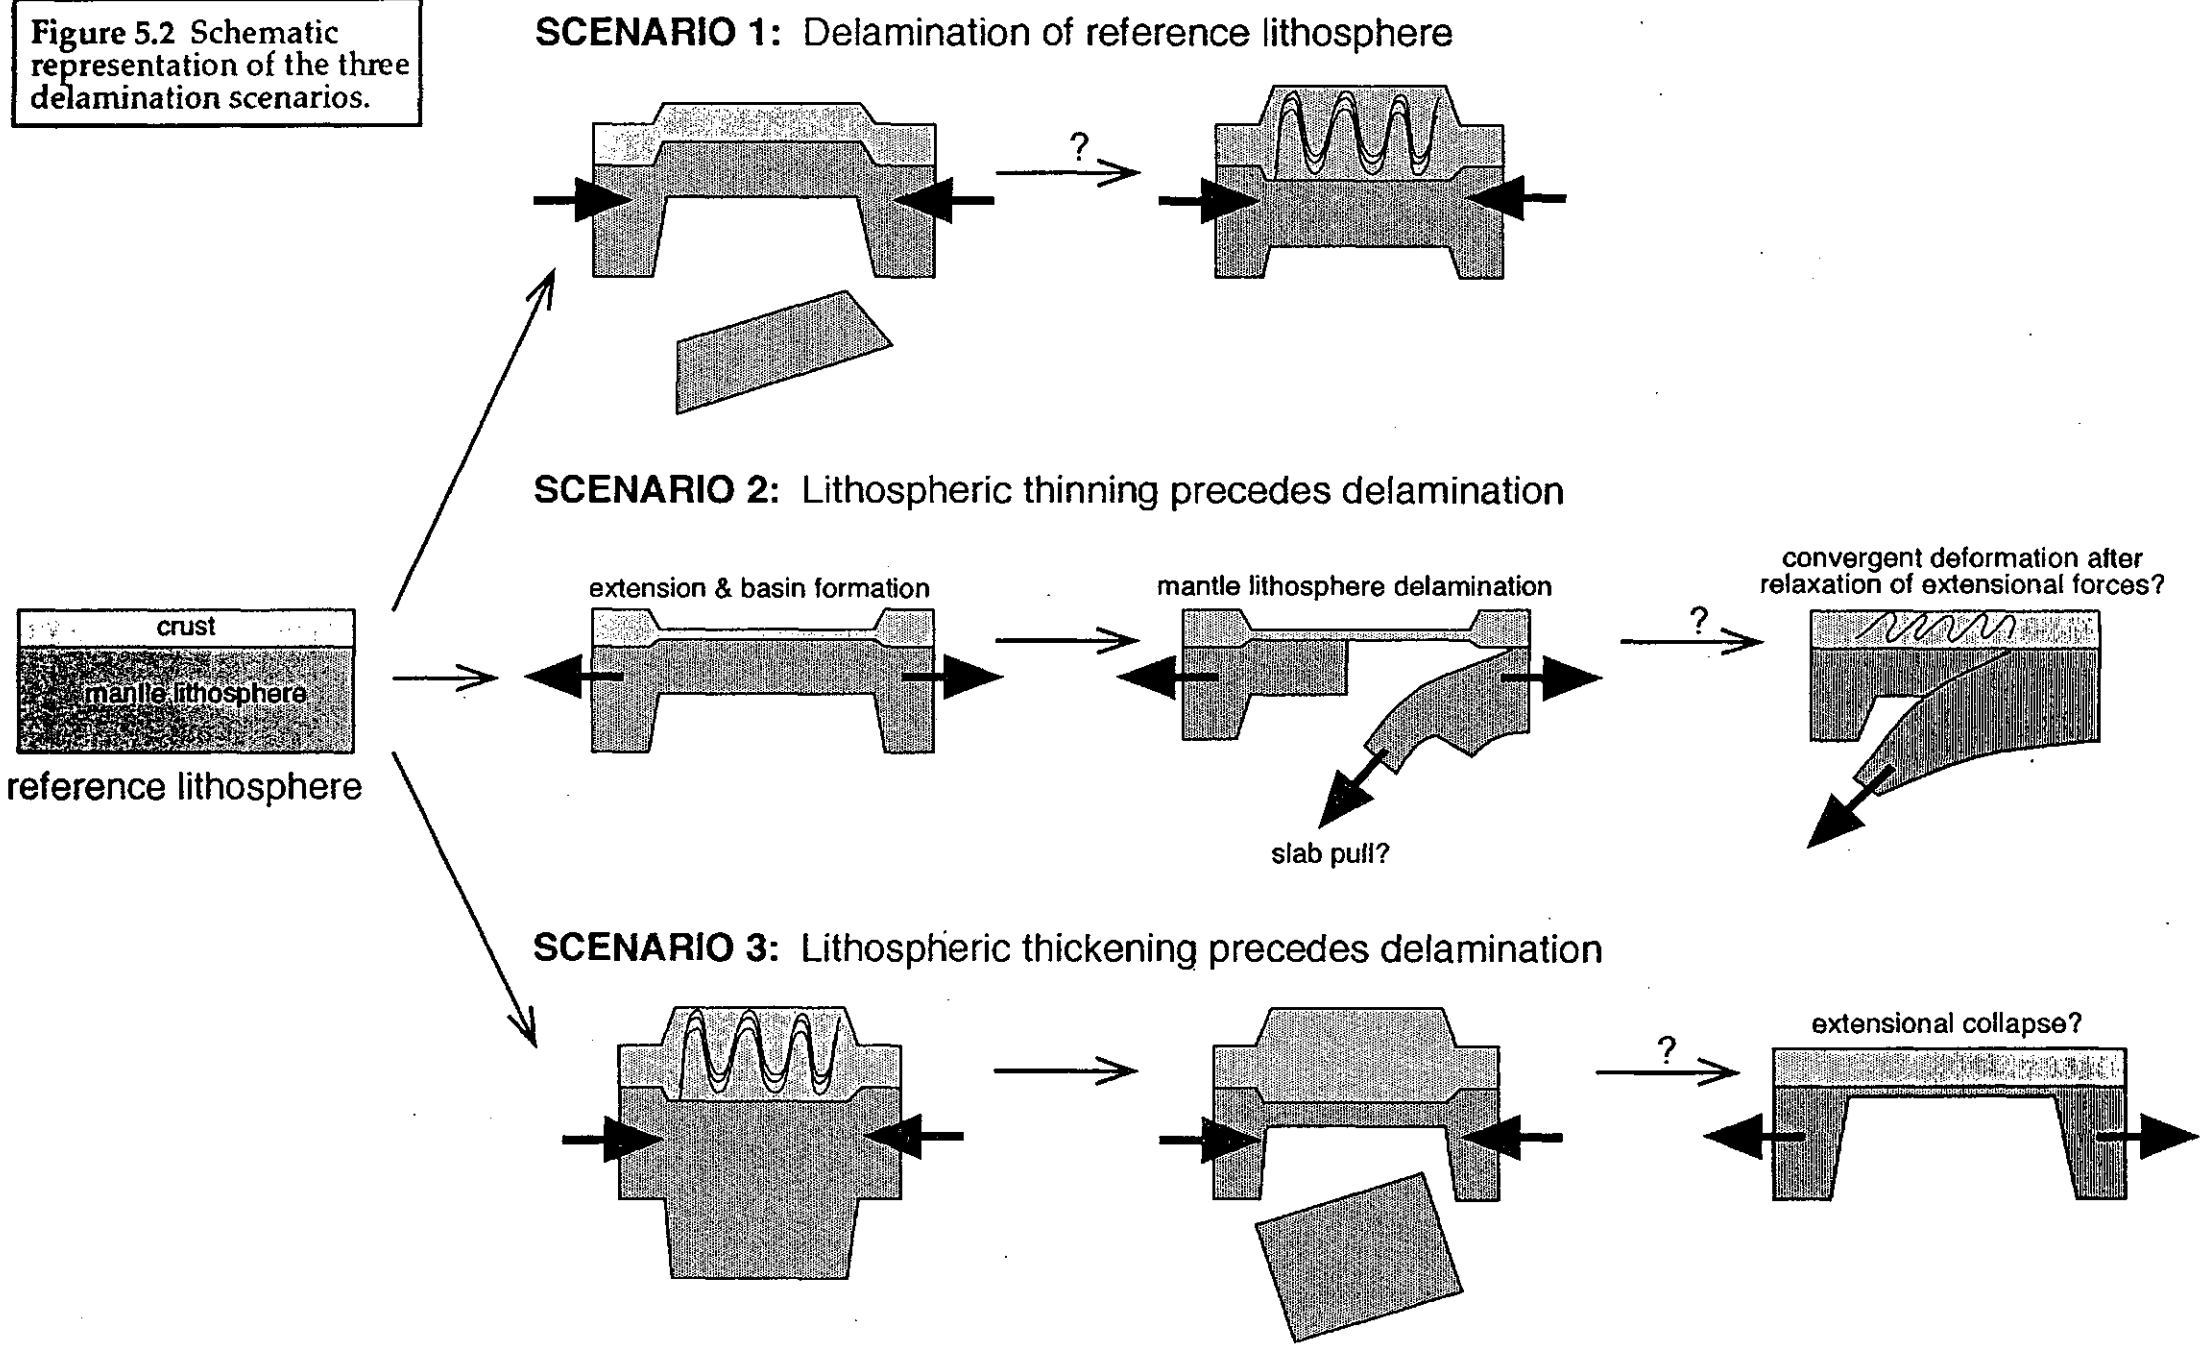 Figure 5.2 Schematic
representation of the three
delamination scenarios.
SCENARIO 1: Delamination of reference lithosphere
?
SCENARIO 2: Lithospheric thinning precedes delamination
extension & basin formation
mantle lithosphere delamination
convergent deformation after
relaxation of extensional forces?
?
crust
mantle lithosphere
reference lithosphere
slab pull?
SCENARIO 3: Lithospheric thickening precedes delamination
extensional collapse?
?